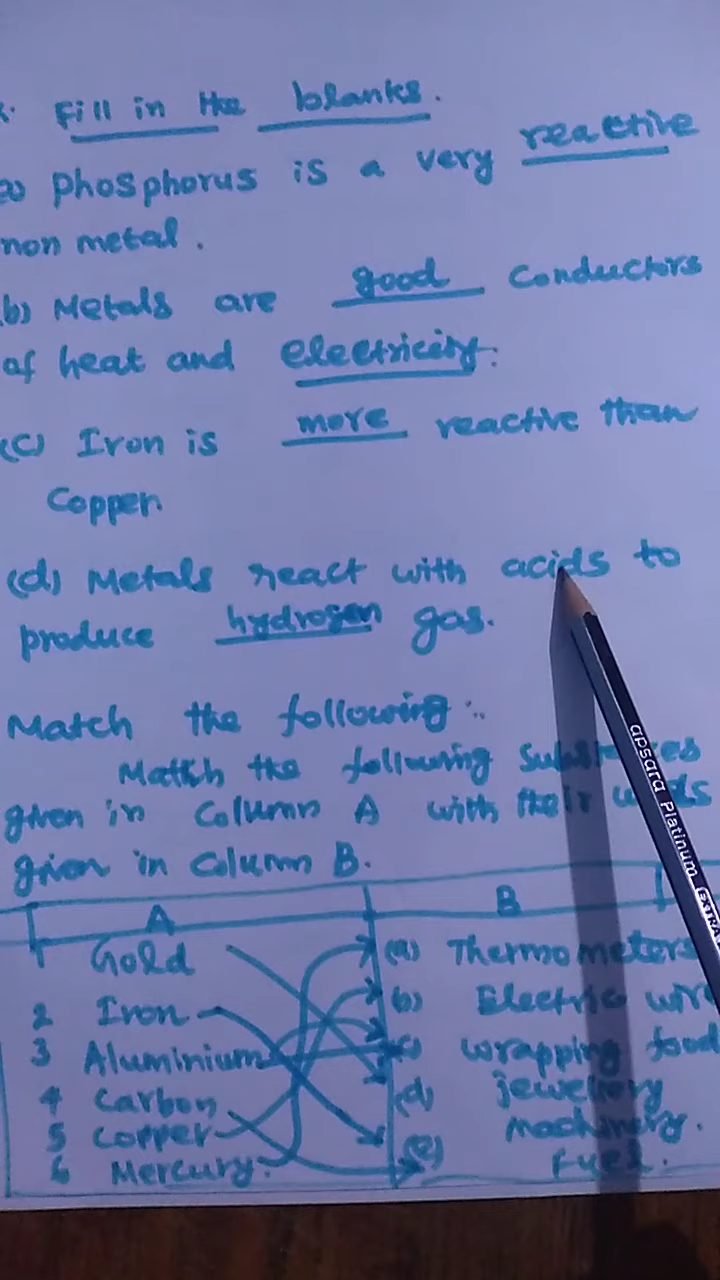 Fill in the blanks.
a) Phosphorus is a very reactive
non metal.
(b) Metals are good conductors
of heat and electricity.
(c) Iron is more reactive than
Copper
(d) Metals react with acids to
produce hydrogen gas.
Match the following:
Match the following Substances
given in Column A with their
given in Column B.
A B
Gold (a) Thermometers
2 Iron (b) Electric
3 Aluminium (c) wrapping food
4 Carbon (d) jewellery
5 Copper machinery.
6 Mercury (e) fuel.
apsara Platinum